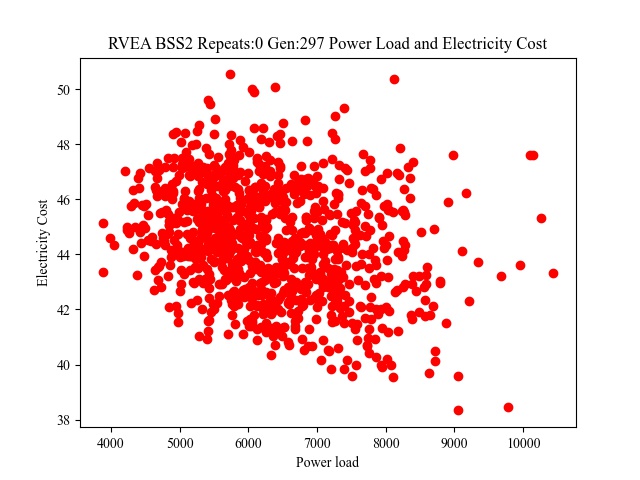 RVEA BSS2 Repeats:0 Gen:297 Power Load and Electricity Cost
50
48
46
44
42
40
38
Electricity Cost
4000 5000 6000 7000 8000 9000 10000
Power load